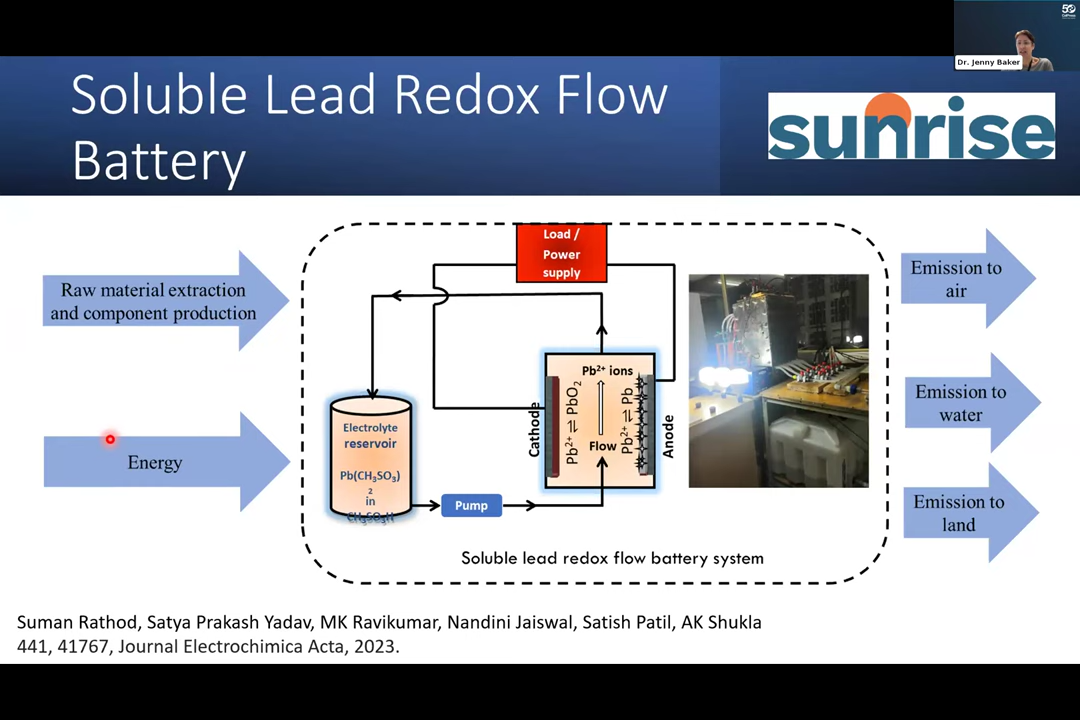 50
Dr. Jenny Baker
Soluble Lead Redox Flow
Battery
sunrise
Raw material extraction
and component production
Energy
Load /
Power
supply
Electrolyte
reservoir
Pb(CH₃SO₃)
2
in
CH₃SO₃H
Pump
Cathode
Pb²⁺ ⇌ PbO₂
Pb²⁺ ions
Flow
Pb²⁺ ⇌ Pb
Anode
Soluble lead redox flow battery system
Emission to
air
Emission to
water
Emission to
land
Suman Rathod, Satya Prakash Yadav, MK Ravikumar, Nandini Jaiswal, Satish Patil, AK Shukla
441, 41767, Journal Electrochimica Acta, 2023.